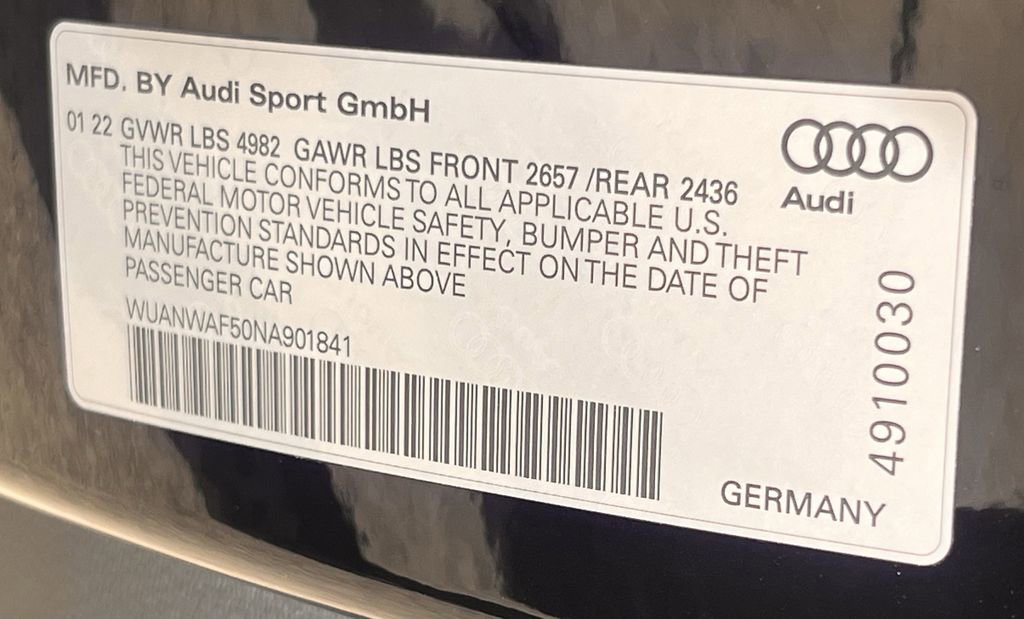 MFD. BY Audi Sport GmbH
01 22 GVWR LBS 4982 GAWR LBS FRONT 2657 /REAR 2436
THIS VEHICLE CONFORMS TO ALL APPLICABLE U.S.
FEDERAL MOTOR VEHICLE SAFETY, BUMPER AND THEFT
PREVENTION STANDARDS IN EFFECT ON THE DATE OF
MANUFACTURE SHOWN ABOVE
PASSENGER CAR
WUANWAF50NA901841
Audi
4910030
GERMANY